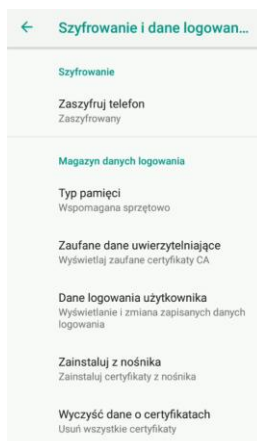 Szyfrowanie i dane logowan...
Szyfrowanie
Zaszyfruj telefon
Zaszyfrowany
Magazyn danych logowania
Typ pamięci
Wspomagana sprzętowo
Zaufane dane uwierzytelniające
Wyświetlaj zaufane certyfikaty CA
Dane logowania użytkownika
Wyświetlanie i zmiana zapisanych danych
logowania
Zainstaluj z nośnika
Zainstaluj certyfikaty z nośnika
Wyczyść dane o certyfikatach
Usuń wszystkie certyfikaty